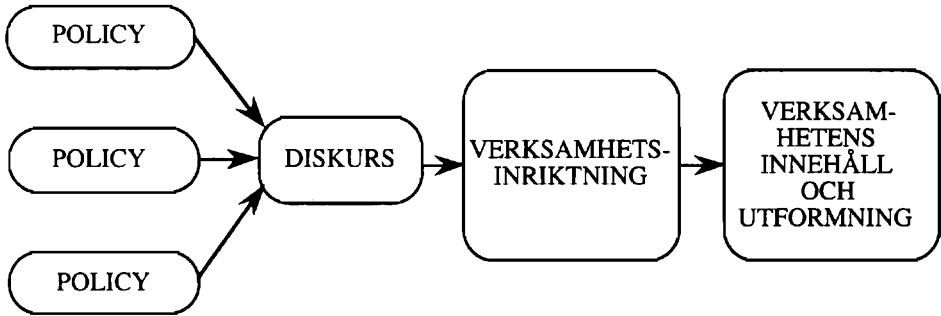 POLICY
POLICY
POLICY
DISKURS
VERKSAMHETS-
INRIKTNING
VERKSAM-
HETENS
INNEHÅLL
OCH
UTFORMNING